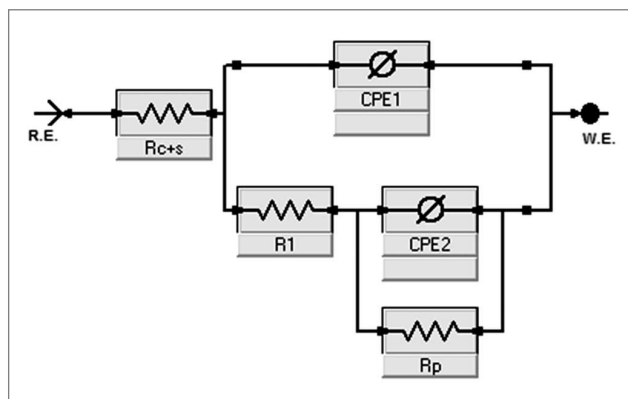 CPE1
R.E.
Rc+s
W.E.
R1
CPE2
Rp